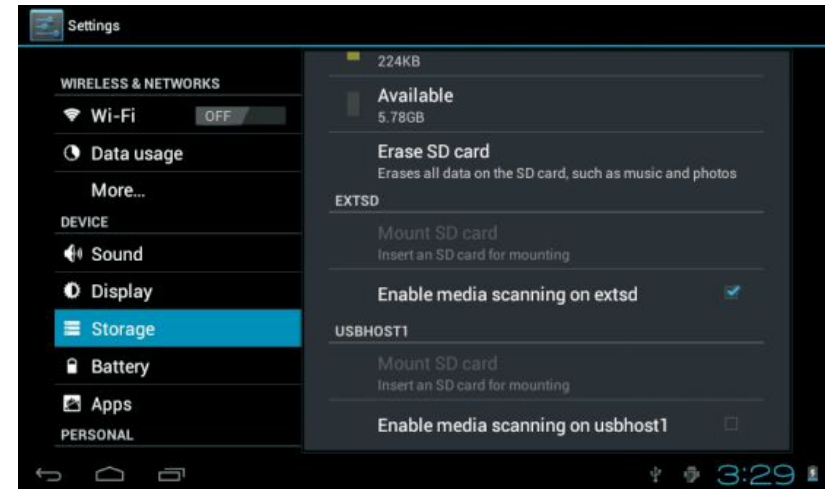 Settings
WIRELESS & NETWORKS
Wi-Fi
OFF
Data usage
More...
DEVICE
Sound
Display
Storage
Battery
Apps
PERSONAL
224KB
Available
5.78GB
Erase SD card
Erases all data on the SD card, such as music and photos
EXTSD
Mount SD card
Insert an SD card for mounting
Enable media scanning on extsd
USBHOST1
Mount SD card
Insert an SD card for mounting
Enable media scanning on usbhost1
3:29